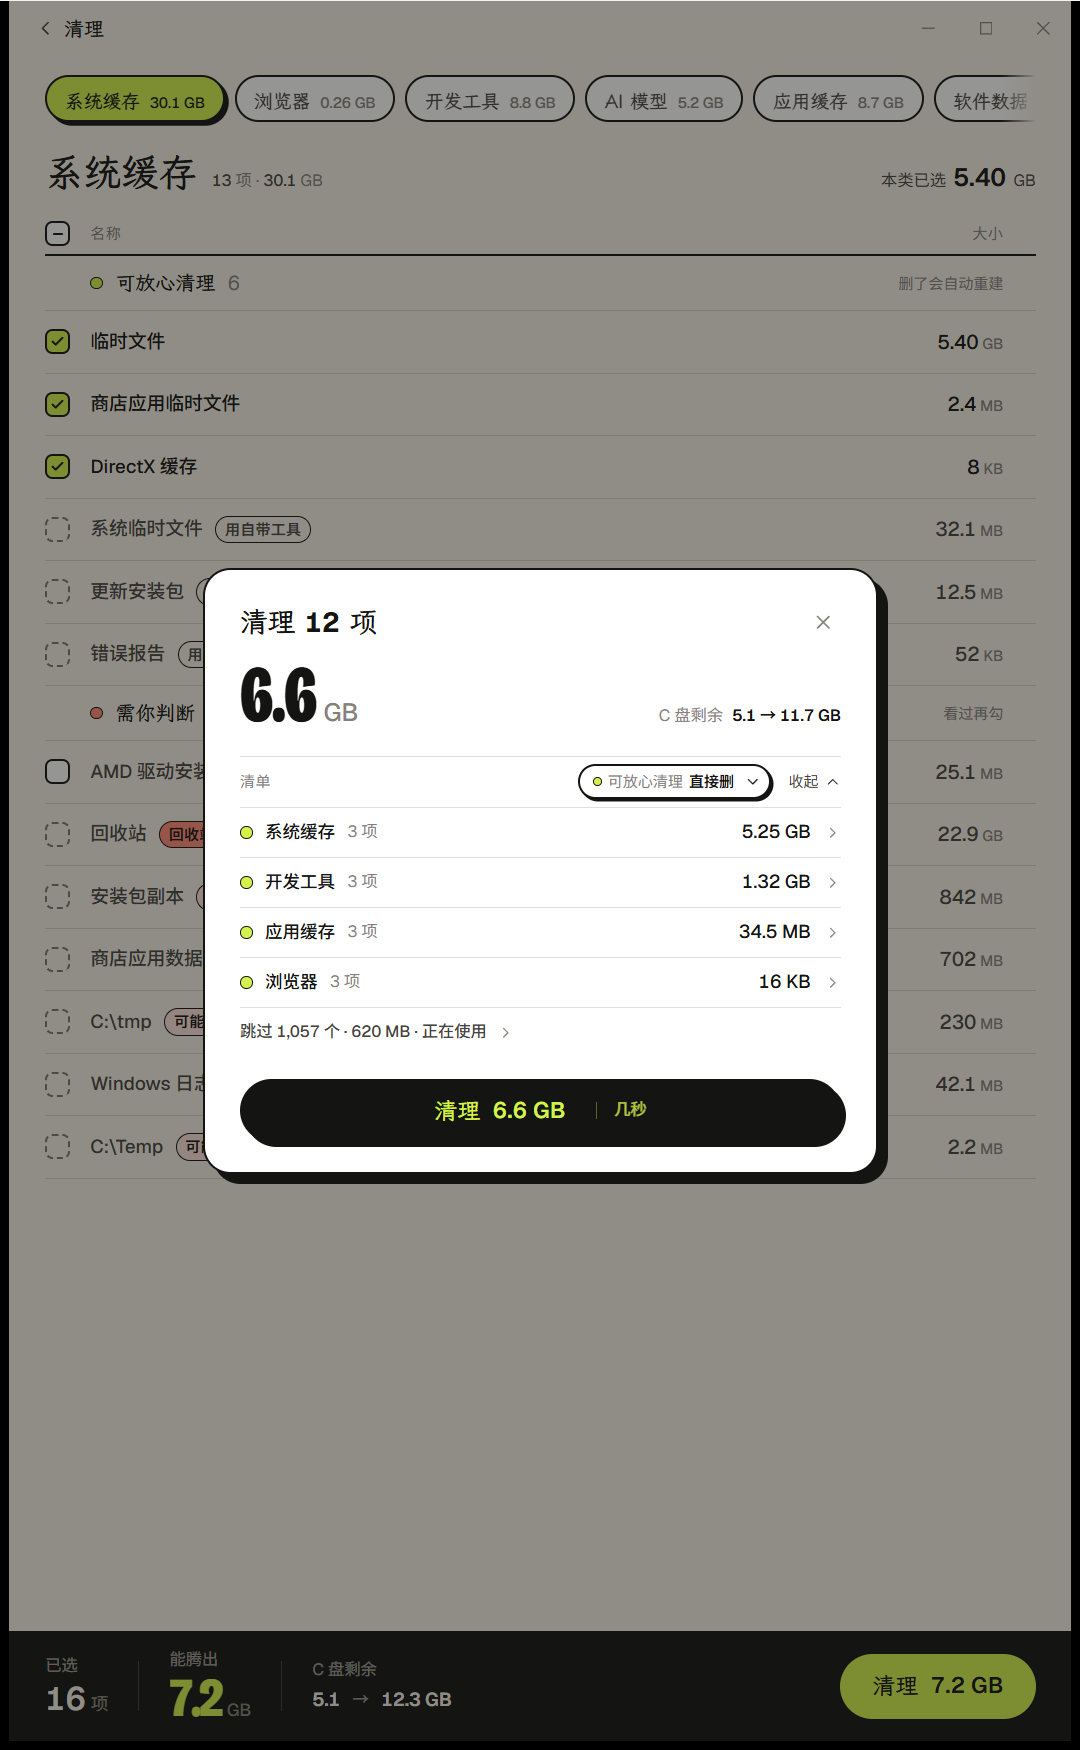 清理
系统缓存 30.1 GB
浏览器 0.26 GB
开发工具 8.8 GB
AI 模型 5.2 GB
应用缓存 8.7 GB
软件数据
系统缓存 13 项 · 30.1 GB
本类已选 5.40 GB
名称 大小
可放心清理 6 删了会自动重建
临时文件 5.40 GB
商店应用临时文件 2.4 MB
DirectX 缓存 8 KB
系统临时文件 用自带工具 32.1 MB
更新安装包 12.5 MB
错误报告 用 52 KB
需你判断 看过再勾
AMD 驱动安装 25.1 MB
回收站 回收 22.9 GB
安装包副本 842 MB
商店应用数据 702 MB
C:\tmp 可能 230 MB
Windows 日志 42.1 MB
C:\Temp 可 2.2 MB
清理 12 项
6.6 GB
C 盘剩余 5.1 → 11.7 GB
清单 可放心清理 直接删 收起
系统缓存 3 项 5.25 GB
开发工具 3 项 1.32 GB
应用缓存 3 项 34.5 MB
浏览器 3 项 16 KB
跳过 1,057 个 · 620 MB · 正在使用
清理 6.6 GB 几秒
已选
16 项
能腾出
7.2 GB
C 盘剩余
5.1 → 12.3 GB
清理 7.2 GB